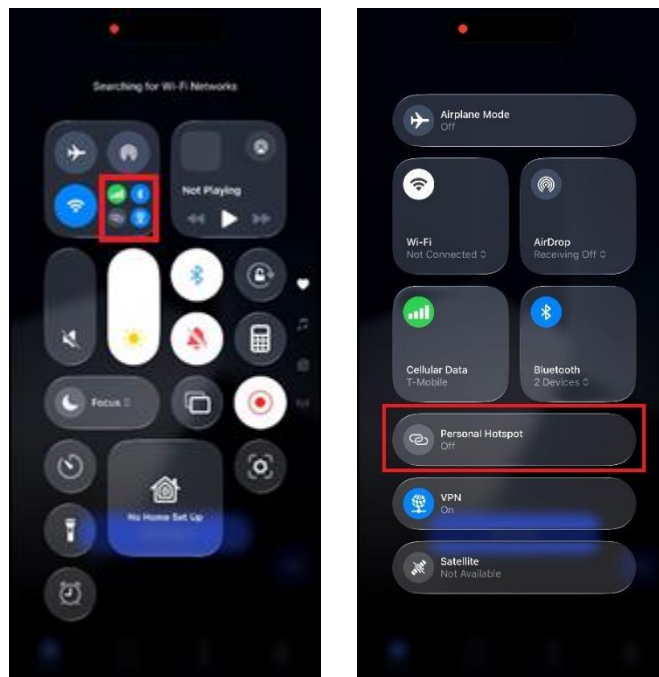 Searching for Wi-Fi Networks
Not Playing
Focus
No Home Set Up
Airplane Mode
Off
Wi-Fi
Not Connected
AirDrop
Receiving Off
Cellular Data
T-Mobile
Bluetooth
2 Devices
Personal Hotspot
Off
VPN
On
Satellite
Not Available